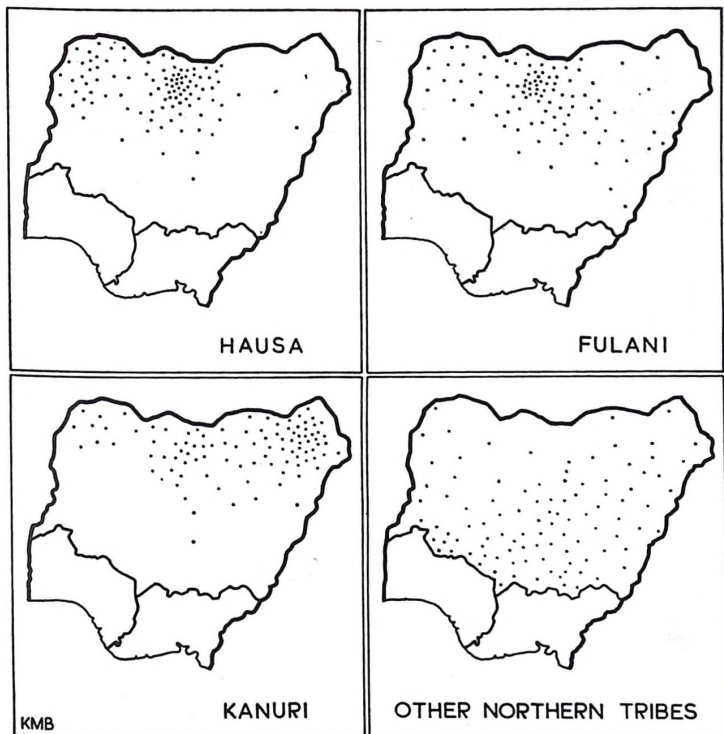 HAUSA
FULANI
KANURI
KMB
OTHER NORTHERN TRIBES